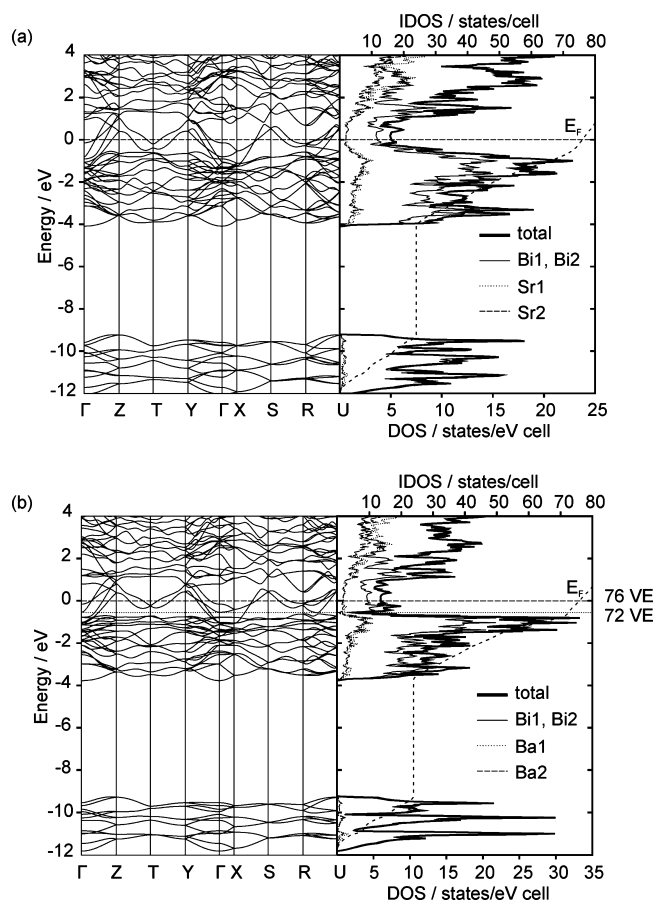 (a)
IDOS / states/cell
10 20 30 40 50 60 70 80
4
2
0
-2
-4
-6
-8
-10
-12
Energy / eV
E_F
total
Bi1, Bi2
Sr1
Sr2
Γ Z T Y Γ X S R U
5 10 15 20 25
DOS / states/eV cell
(b)
IDOS / states/cell
10 20 30 40 50 60 70 80
4
2
0
-2
-4
-6
-8
-10
-12
Energy / eV
E_F
76 VE
72 VE
total
Bi1, Bi2
Ba1
Ba2
Γ Z T Y Γ X S R U
5 10 15 20 25 30 35
DOS / states/eV cell